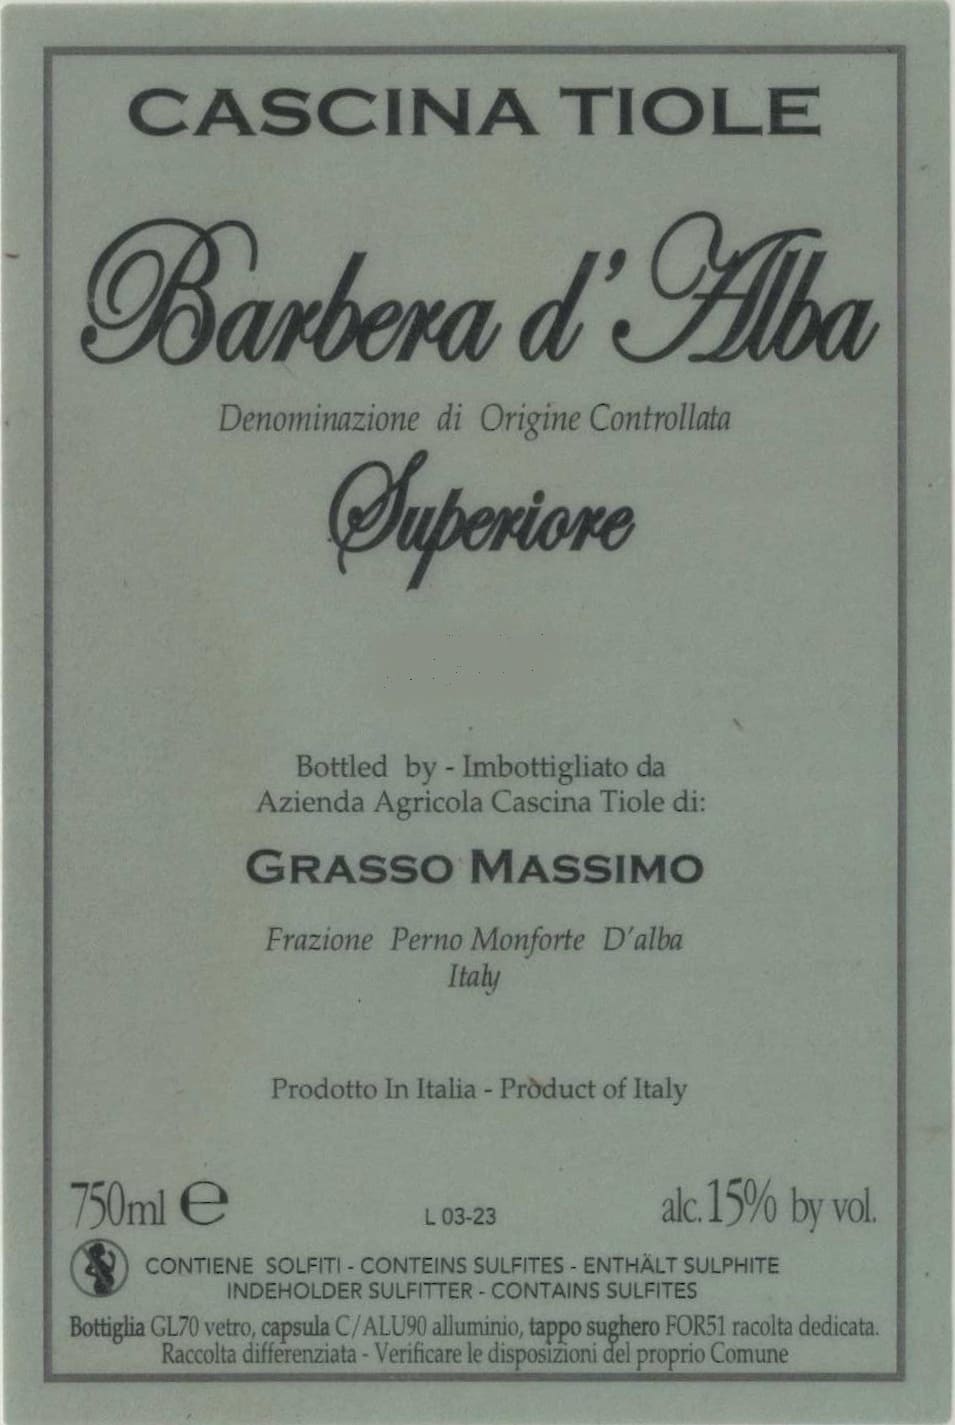 CASCINA TIOLE
Barbera d'Alba
Denominazione di Origine Controllata
Superiore
Bottled by - Imbottigliato da
Azienda Agricola Cascina Tiole di:
GRASSO MASSIMO
Frazione Perno Monforte D'alba
Italy
Prodotto In Italia - Product of Italy
750ml ℮
L 03-23
alc.15% by vol.
CONTIENE SOLFITI - CONTEINS SULFITES - ENTHÄLT SULPHITE
INDEHOLDER SULFITTER - CONTAINS SULFITES
Bottiglia GL70 vetro, capsula C/ALU90 alluminio, tappo sughero FOR51 racolta dedicata.
Raccolta differenziata - Verificare le disposizioni del proprio Comune